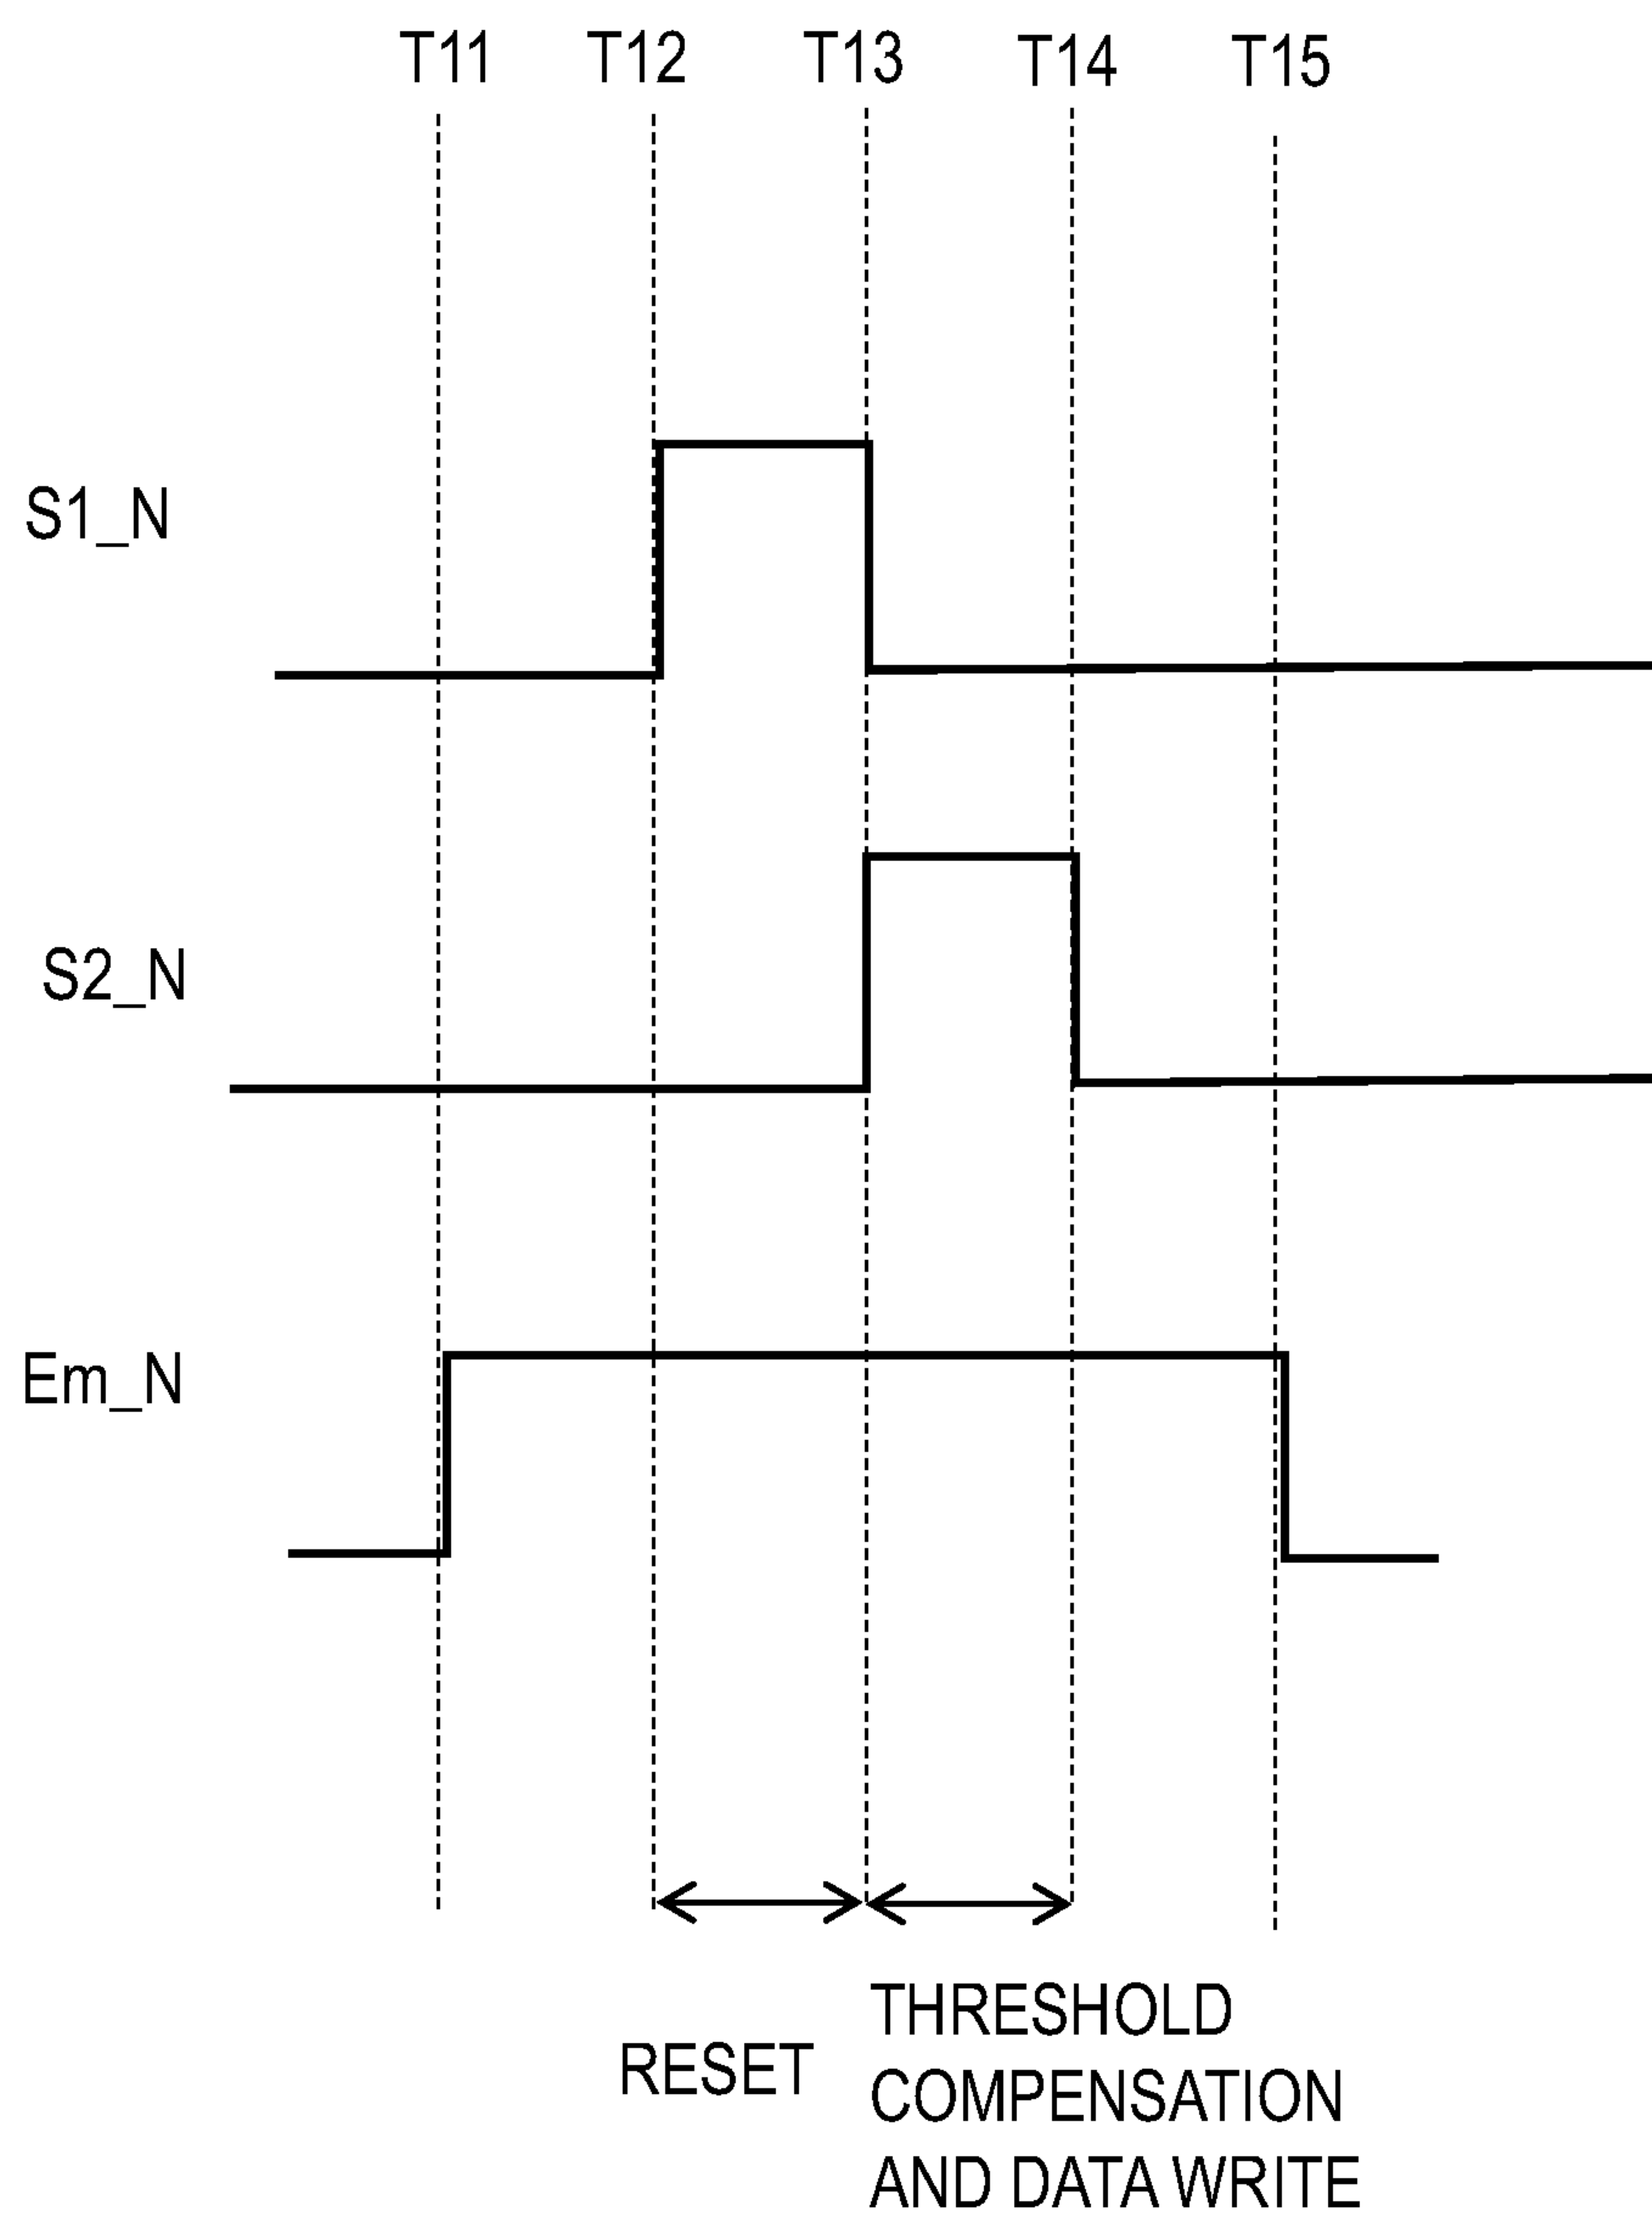 T11 T12 T13 T14 T15
S1_N
S2_N
Em_N
RESET
THRESHOLD
COMPENSATION
AND DATA WRITE